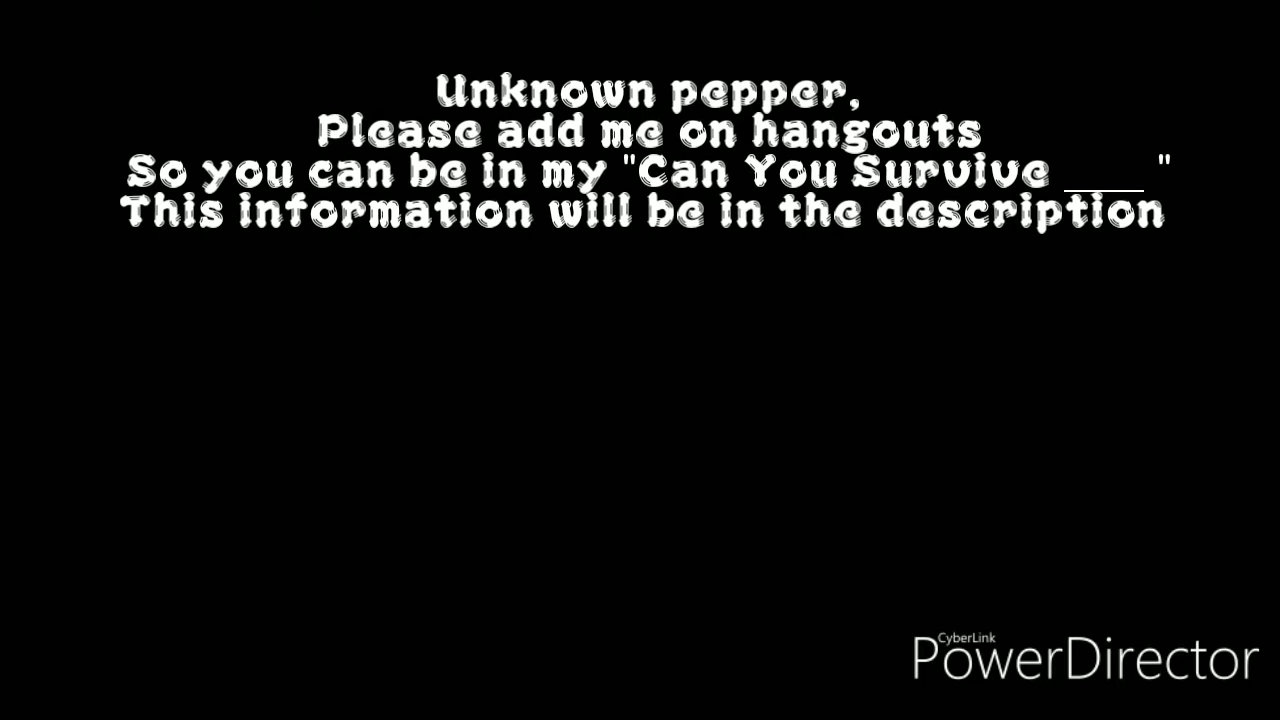 Unknown pepper,
Please add me on hangouts
So you can be in my "Can You Survive ____ "
This information will be in the description
CyberLink
PowerDirector